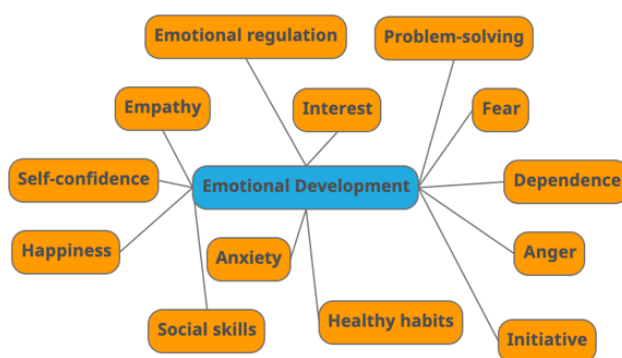 Emotional regulation
Problem-solving
Empathy
Interest
Fear
Self-confidence
Emotional Development
Dependence
Happiness
Anxiety
Anger
Social skills
Healthy habits
Initiative